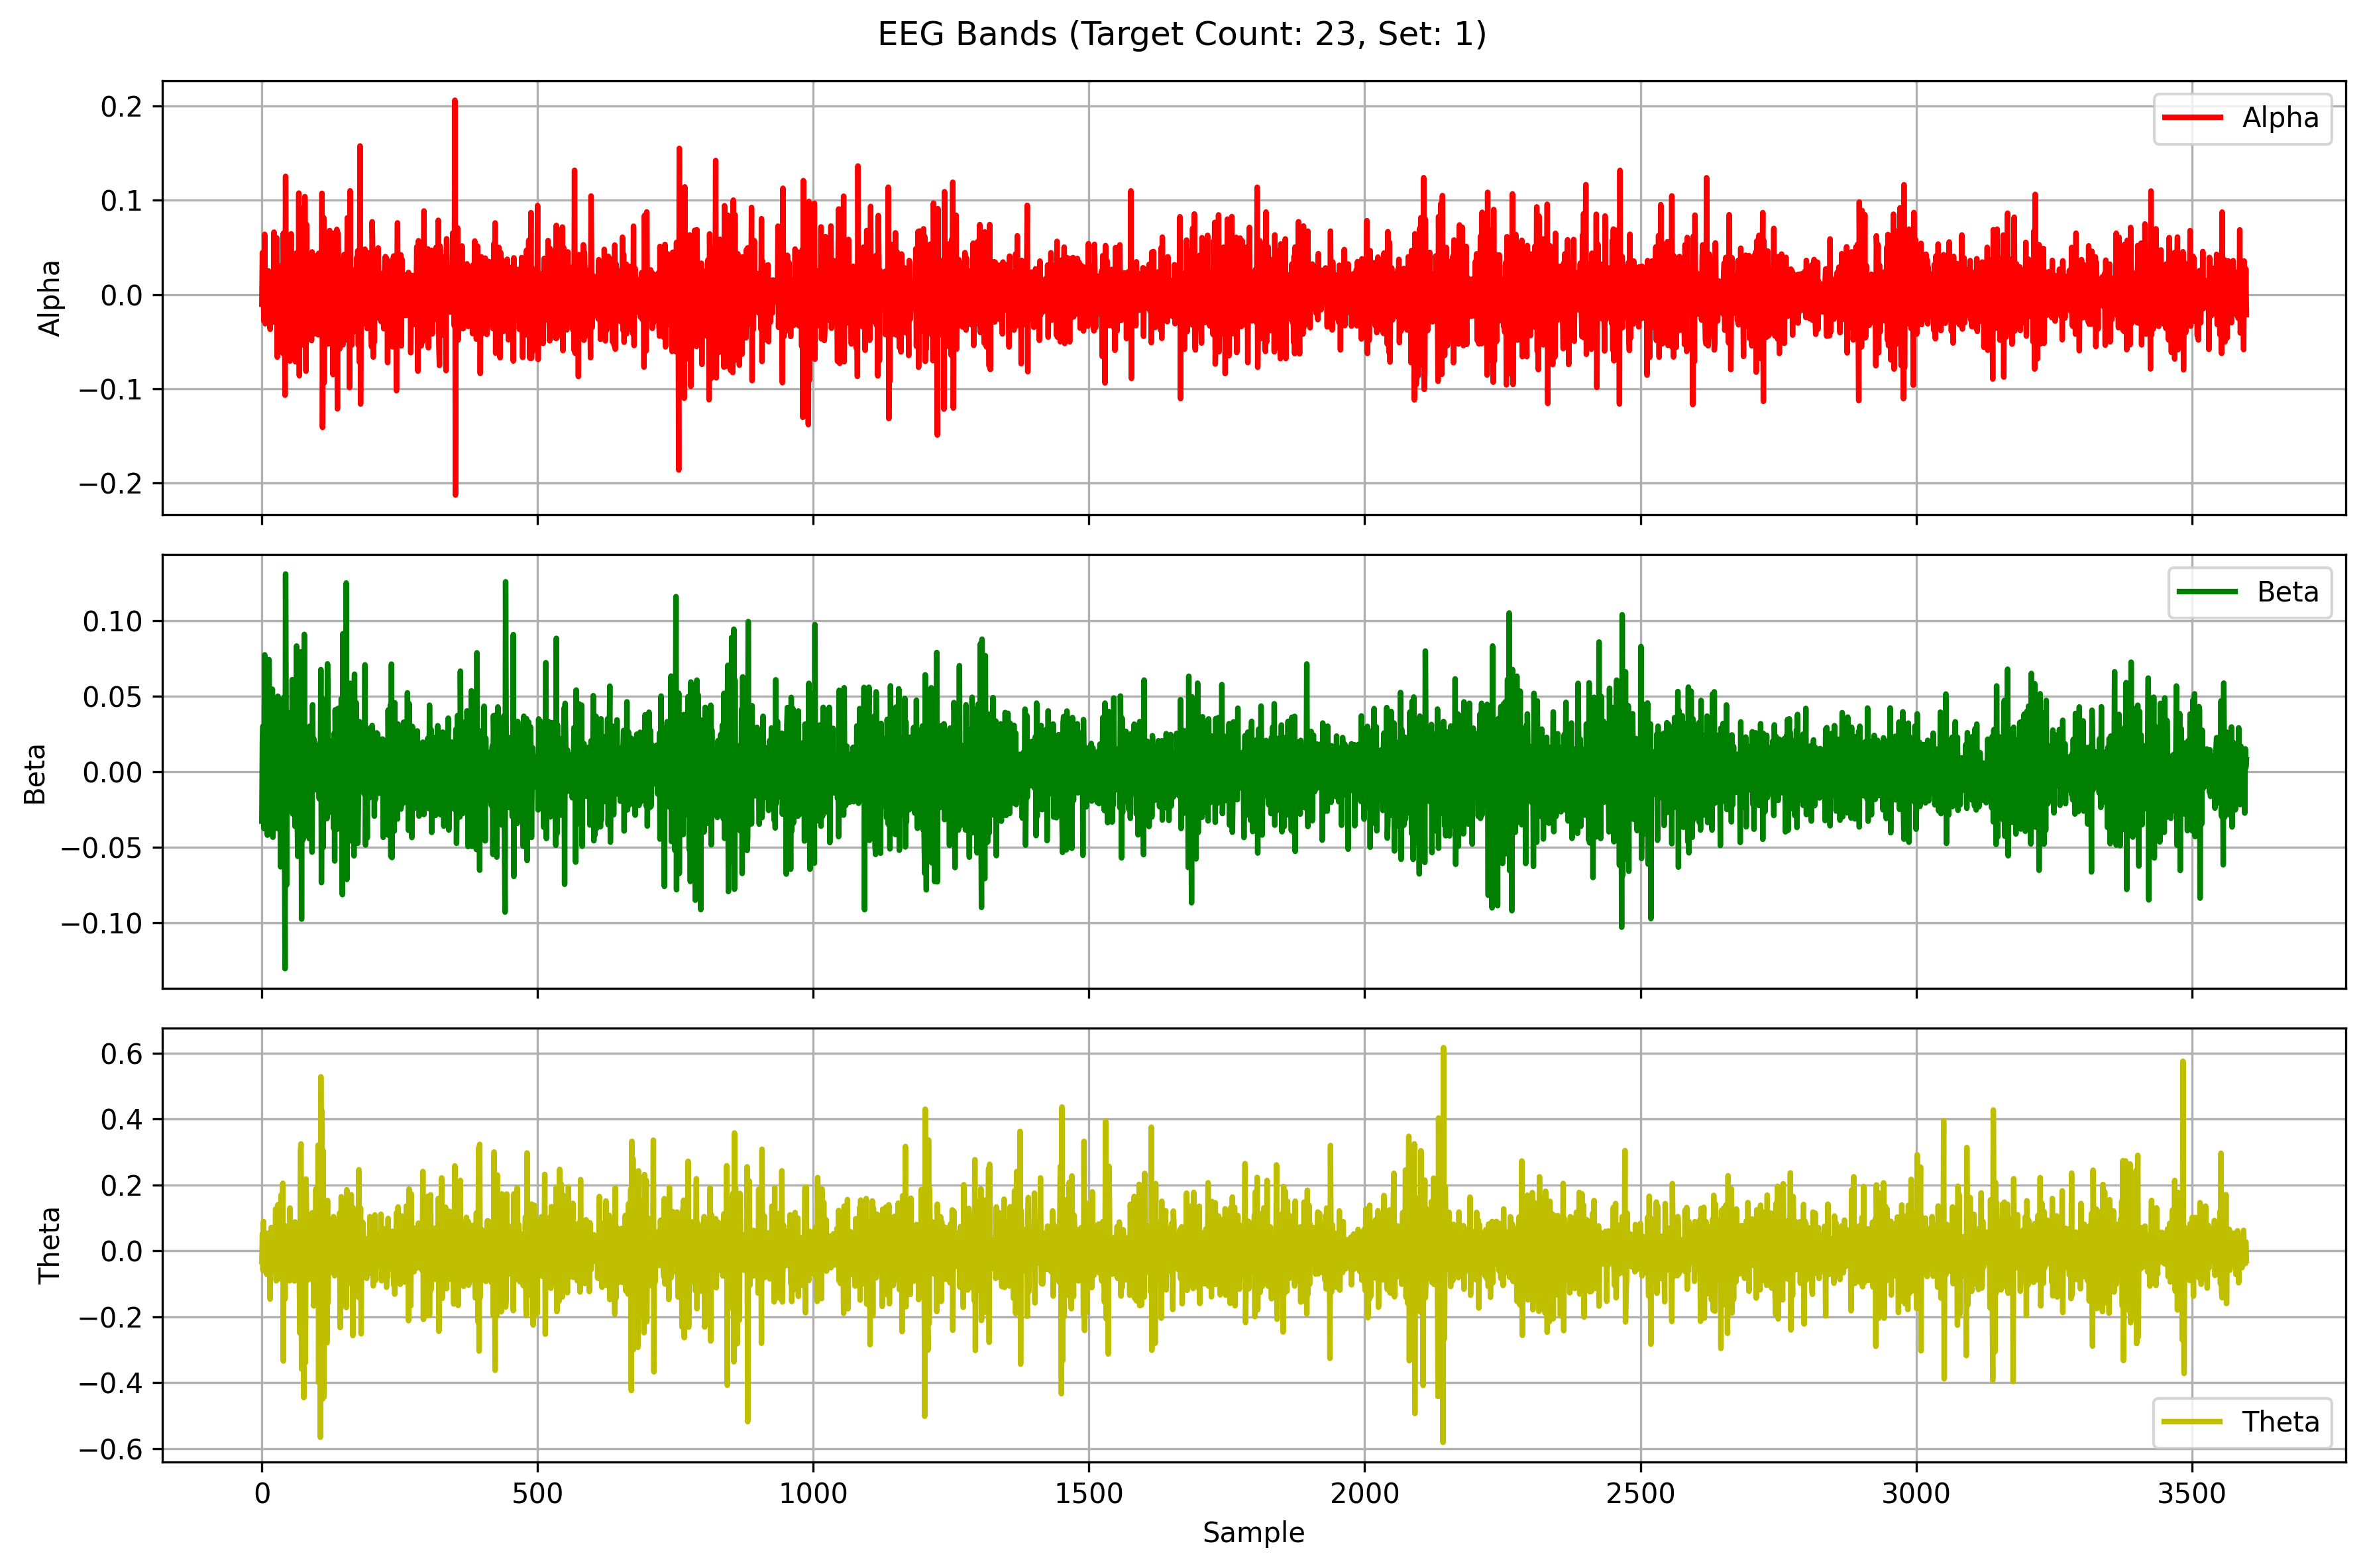 EEG Bands (Target Count: 23, Set: 1)
0.2
0.1
0.0
−0.1
−0.2
Alpha
Alpha
0.10
0.05
0.00
−0.05
−0.10
Beta
Beta
0.6
0.4
0.2
0.0
−0.2
−0.4
−0.6
Theta
Theta
0 500 1000 1500 2000 2500 3000 3500
Sample